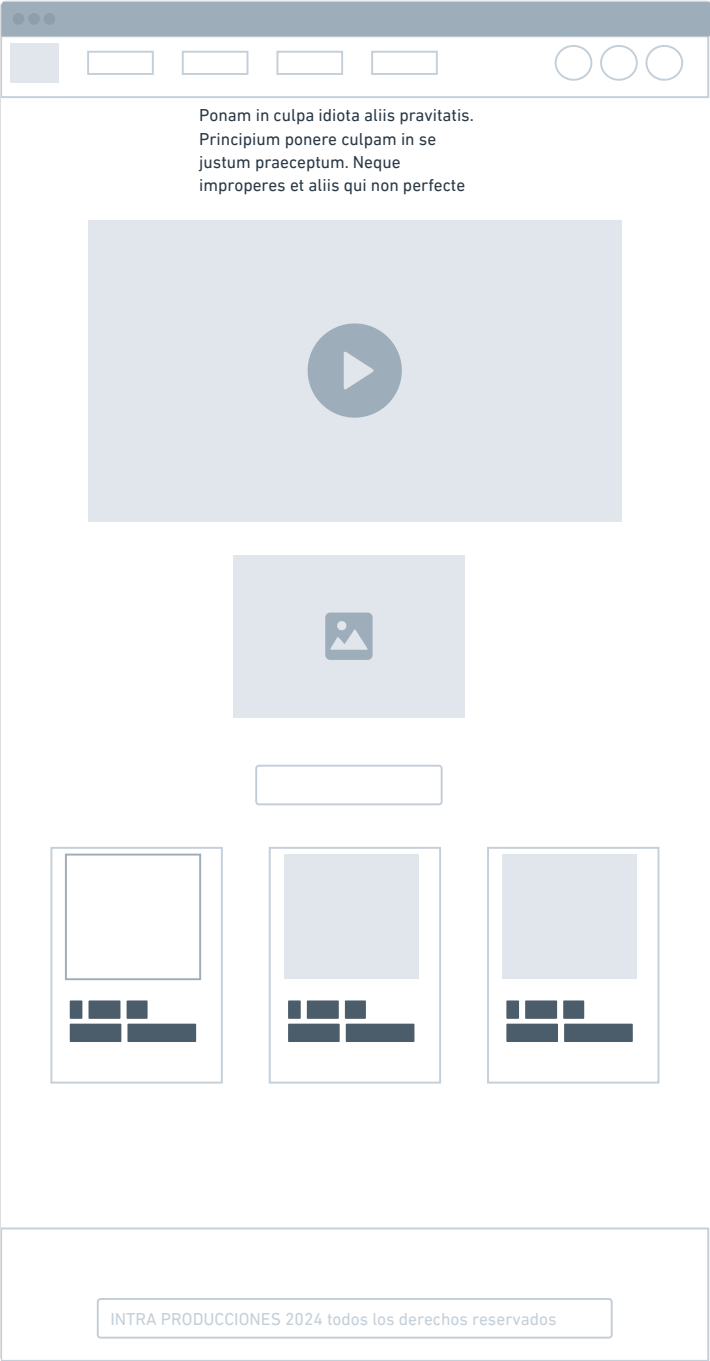 Ponam in culpa idiota aliis pravitatis.
Principium ponere culpam in se
justum praeceptum. Neque
improperes et aliis qui non perfecte
INTRA PRODUCCIONES 2024 todos los derechos reservados